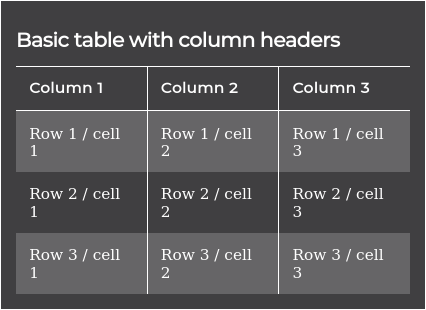 Basic table with column headers
Column 1 Column 2 Column 3
Row 1 / cell Row 1 / cell Row 1 / cell
1 2 3
Row 2 / cell Row 2 / cell Row 2 / cell
1 2 3
Row 3 / cell Row 3 / cell Row 3 / cell
1 2 3